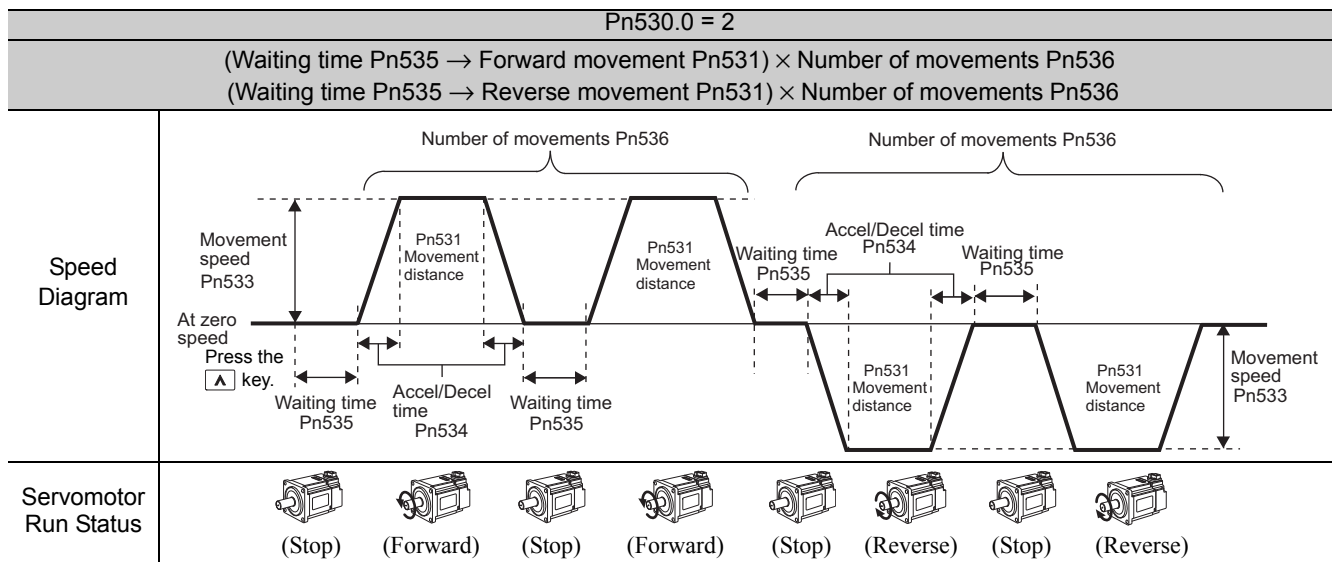 Pn530.0 = 2
(Waiting time Pn535 → Forward movement Pn531) × Number of movements Pn536
(Waiting time Pn535 → Reverse movement Pn531) × Number of movements Pn536
Speed
Diagram
Number of movements Pn536
Number of movements Pn536
Movement
speed
Pn533
Pn531
Movement
distance
Pn531
Movement
distance
Waiting time
Pn535
Accel/Decel time
Pn534
Waiting time
Pn535
At zero
speed
Press the
∧ key.
Waiting time
Pn535
Accel/Decel
time
Pn534
Waiting time
Pn535
Pn531
Movement
distance
Pn531
Movement
distance
Movement
speed
Pn533
Servomotor
Run Status
(Stop) (Forward) (Stop) (Forward) (Stop) (Reverse) (Stop) (Reverse)